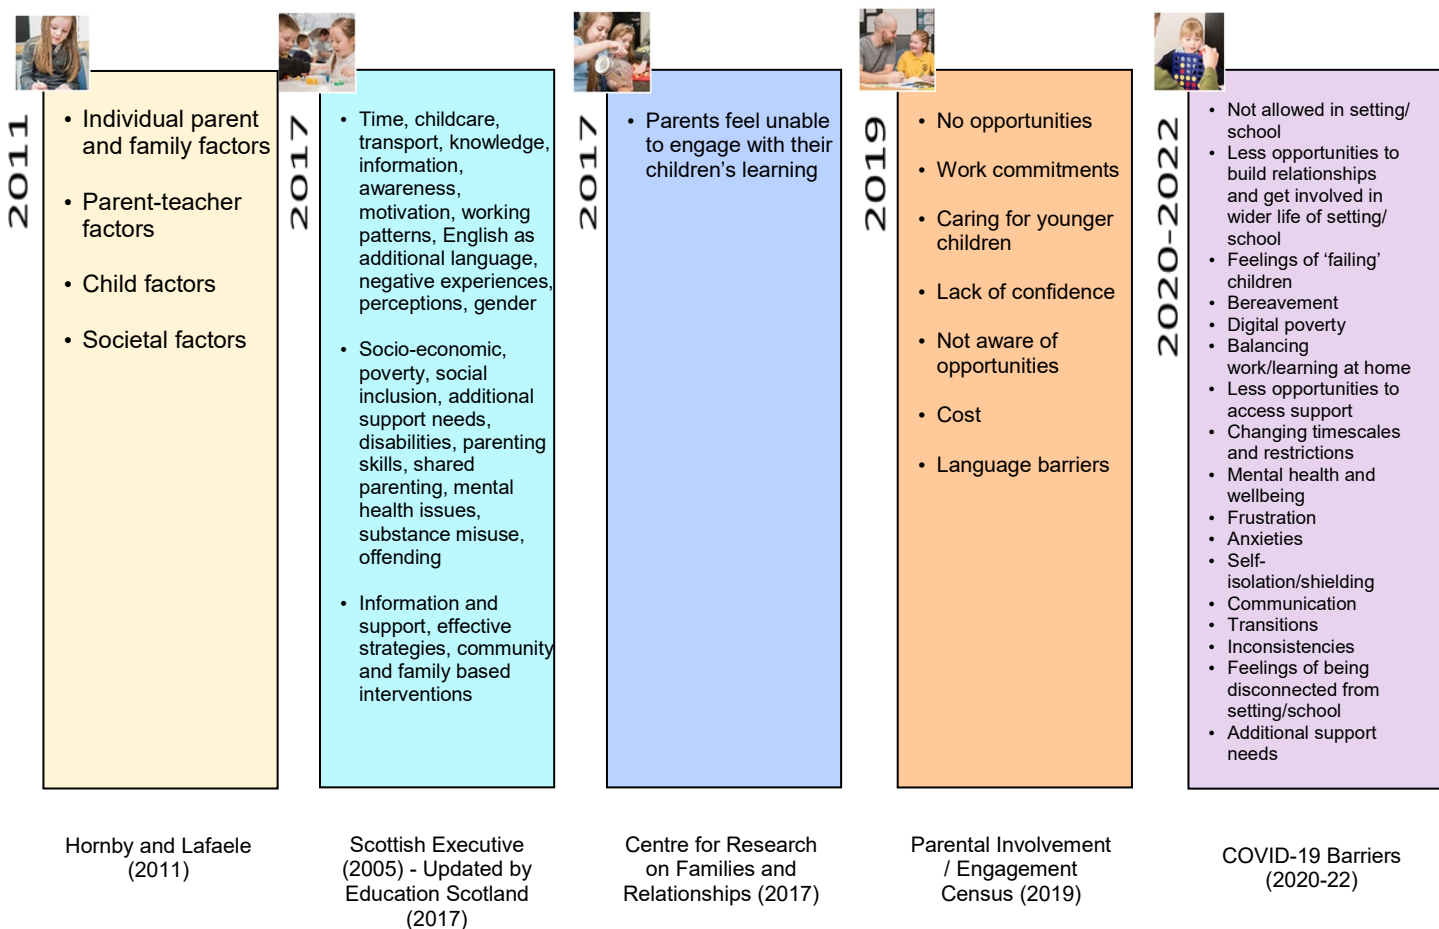 2011
• Individual parent
and family factors
• Parent-teacher
factors
• Child factors
• Societal factors
Hornby and Lafaele
(2011)
2017
• Time, childcare,
transport, knowledge,
information,
awareness,
motivation, working
patterns, English as
additional language,
negative experiences,
perceptions, gender
• Socio-economic,
poverty, social
inclusion, additional
support needs,
disabilities, parenting
skills, shared
parenting, mental
health issues,
substance misuse,
offending
• Information and
support, effective
strategies, community
and family based
interventions
Scottish Executive
(2005) - Updated by
Education Scotland
(2017)
2017
• Parents feel unable
to engage with their
children’s learning
Centre for Research
on Families and
Relationships (2017)
2019
• No opportunities
• Work commitments
• Caring for younger
children
• Lack of confidence
• Not aware of
opportunities
• Cost
• Language barriers
Parental Involvement
/ Engagement
Census (2019)
2020-2022
• Not allowed in setting/
school
• Less opportunities to
build relationships
and get involved in
wider life of setting/
school
• Feelings of ‘failing’
children
• Bereavement
• Digital poverty
• Balancing
work/learning at home
• Less opportunities to
access support
• Changing timescales
and restrictions
• Mental health and
wellbeing
• Frustration
• Anxieties
• Self-
isolation/shielding
• Communication
• Transitions
• Inconsistencies
• Feelings of being
disconnected from
setting/school
• Additional support
needs
COVID-19 Barriers
(2020-22)